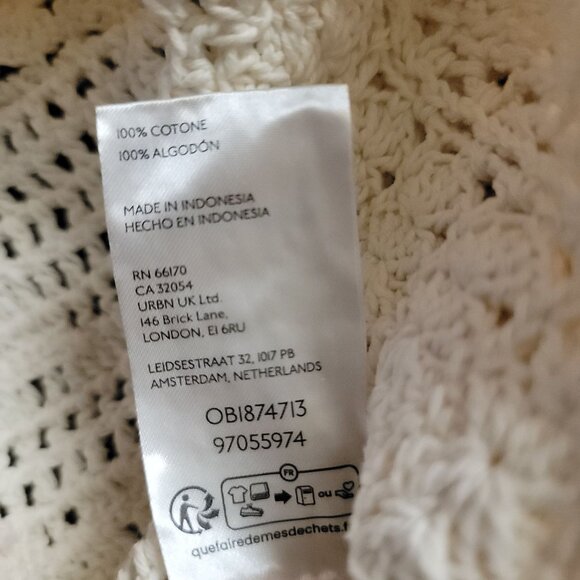 100% COTONE
100% ALGODÓN
MADE IN INDONESIA
HECHO EN INDONESIA
RN 66170
CA 32054
URBN UK Ltd.
146 Brick Lane,
LONDON, E1 6RU
LEIDSESTRAAT 32, 1017 PB
AMSTERDAM, NETHERLANDS
OB1874713
97055974
FR
ou
quefairedemesdechets.f